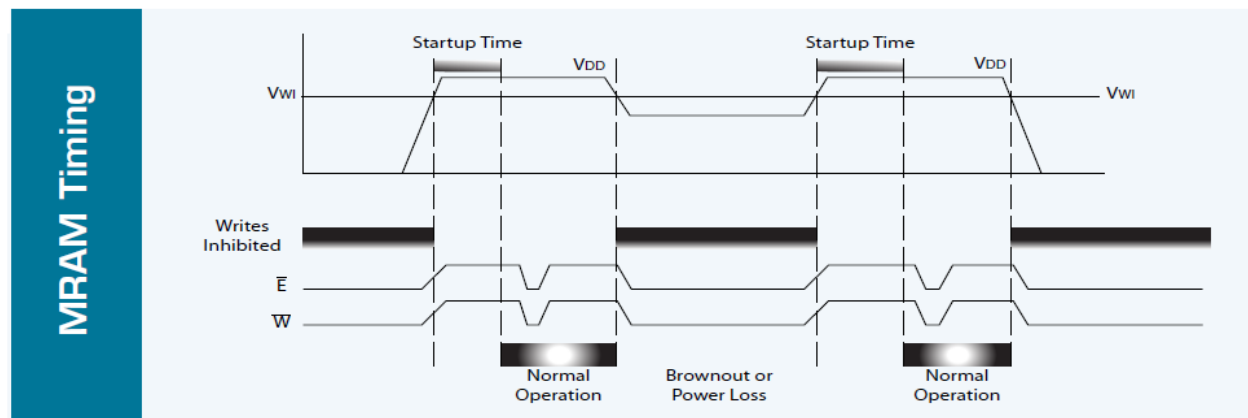 MRAM Timing
Startup Time
Startup Time
VDD
VDD
VWI
VWI
Writes
Inhibited
E̅
W̅
Normal
Operation
Brownout or
Power Loss
Normal
Operation